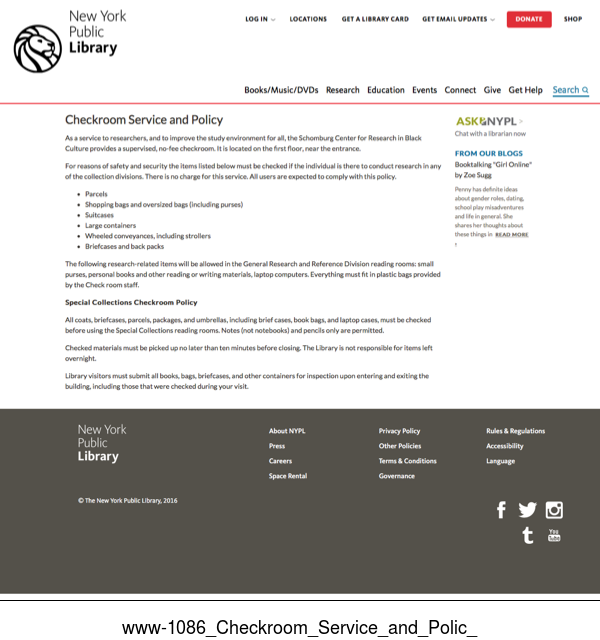 New York
Public
Library
LOG IN LOCATIONS GET A LIBRARY CARD GET EMAIL UPDATES DONATE SHOP
Books/Music/DVDs Research Education Events Connect Give Get Help Search
Checkroom Service and Policy
As a service to researchers, and to improve the study environment for all, the Schomburg Center for Research in Black
Culture provides a supervised, no-fee checkroom. It is located on the first floor, near the entrance.
For reasons of safety and security the items listed below must be checked if the individual is there to conduct research in any
of the collection divisions. There is no charge for this service. All users are expected to comply with this policy.
Parcels
Shopping bags and oversized bags (including purses)
Suitcases
Large containers
Wheeled conveyances, including strollers
Briefcases and back packs
The following research-related items will be allowed in the General Research and Reference Division reading rooms: small
purses, personal books and other reading or writing materials, laptop computers. Everything must fit in plastic bags provided
by the Check room staff.
Special Collections Checkroom Policy
All coats, briefcases, parcels, packages, and umbrellas, including brief cases, book bags, and laptop cases, must be checked
before using the Special Collections reading rooms. Notes (not notebooks) and pencils only are permitted.
Checked materials must be picked up no later than ten minutes before closing. The Library is not responsible for items left
overnight.
Library visitors must submit all books, bags, briefcases, and other containers for inspection upon entering and exiting the
building, including those that were checked during your visit.
ASK NYPL >
Chat with a librarian now
FROM OUR BLOGS
Booktalking "Girl Online"
by Zoe Sugg
Penny has definite ideas
about gender roles, dating,
school play misadventures
and life in general. She
shares her thoughts about
these things in READ MORE
›
New York
Public
Library
About NYPL
Press
Careers
Space Rental
Privacy Policy
Other Policies
Terms & Conditions
Governance
Rules & Regulations
Accessibility
Language
© The New York Public Library, 2016
f
t You Tube
www-1086_Checkroom_Service_and_Polic_